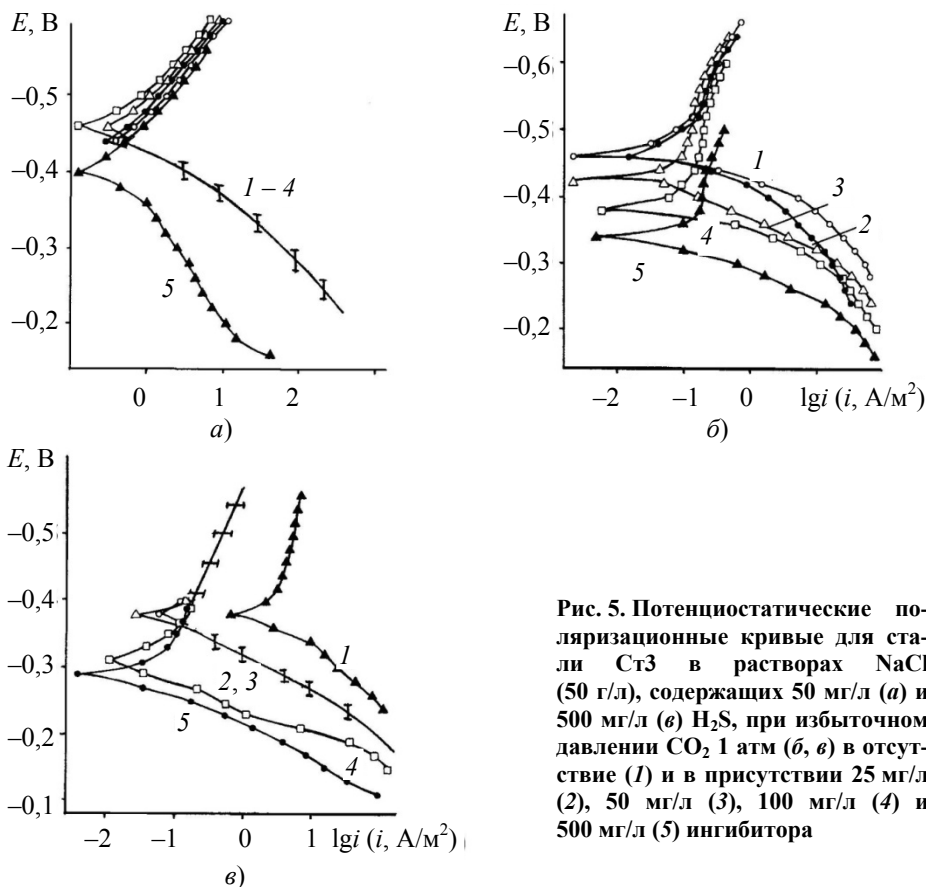 E, В
–0,5
–0,4
–0,3
–0,2
1 – 4
5
0 1 2
а)
–0,6
–0,5
–0,4
–0,3
–0,2
1
3
2
4
5
–2 –1 0 lgi (i, А/м²)
б)
E, В
–0,5
–0,4
–0,3
–0,2
–0,1
1
2, 3
5
4
–2 –1 0 1 lgi (i, А/м²)
в)
Рис. 5. Потенциостатические по-
ляризационные кривые для ста-
ли Ст3 в растворах NaCl
(50 г/л), содержащих 50 мг/л (а) и
500 мг/л (в) H₂S, при избыточном
давлении CO₂ 1 атм (б, в) в отсут-
ствие (1) и в присутствии 25 мг/л
(2), 50 мг/л (3), 100 мг/л (4) и
500 мг/л (5) ингибитора